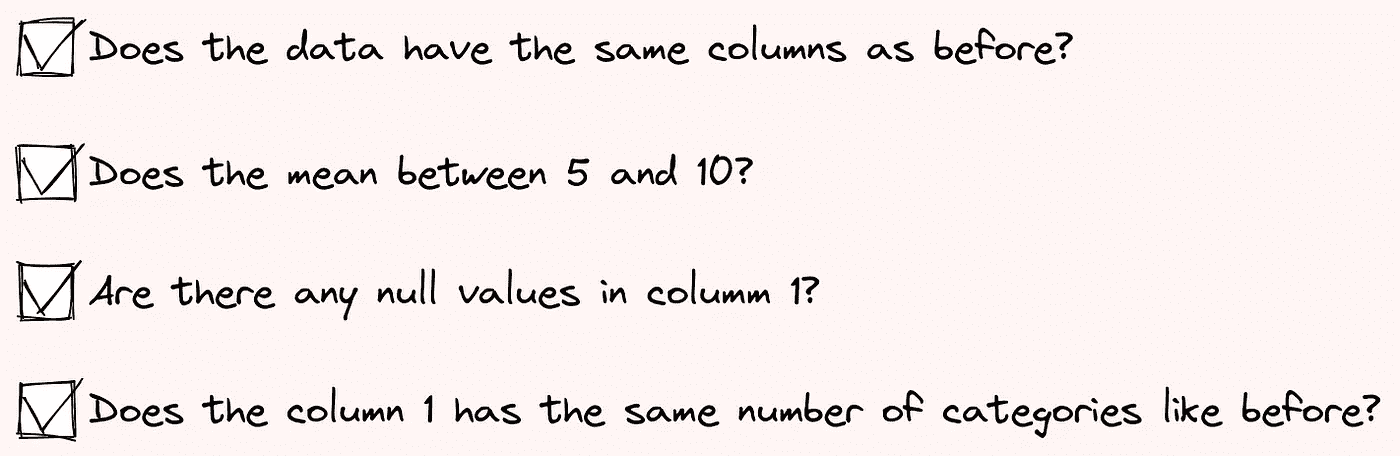 Does the data have the same columns as before?
Does the mean between 5 and 10?
Are there any null values in columm 1?
Does the column 1 has the same number of categories like before?